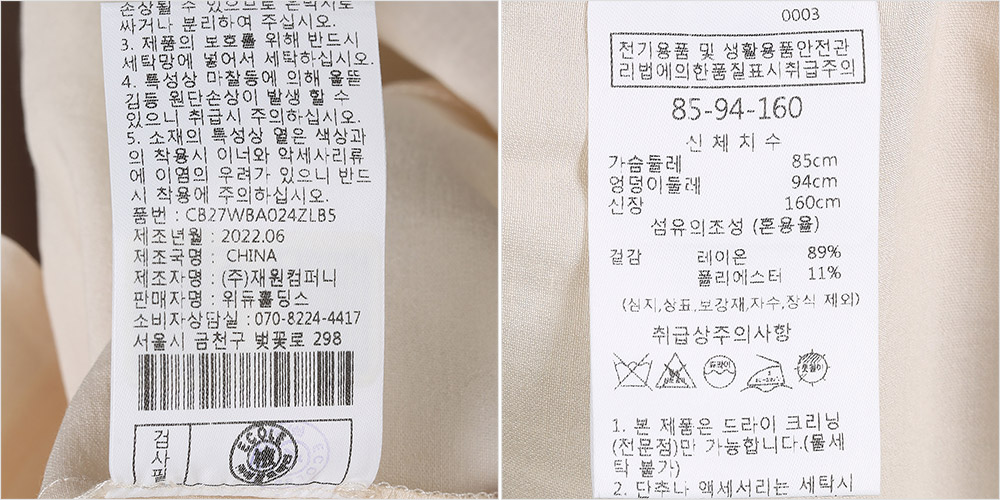 손상될 수 있으므로 은박지로
싸거나 분리하여 주십시오.
3. 제품의 보호를 위해 반드시
세탁망에 넣어서 세탁하십시오.
4. 특성상 마찰등에 의해 올뜯
김등 원단손상이 발생 할 수
있으니 취급시 주의하십시오.
5. 소재의 특성상 옅은 색상과
의 착용시 이너와 악세사리류
에 이염의 우려가 있으니 반드
시 착용에 주의하십시오.
품번 : CB27WBA024ZLB5
제조년월 : 2022.06
제조국명 : CHINA
제조자명 : (주)재원컴퍼니
판매자명 : 위듀홀딩스
소비자상담실 : 070-8224-4417
서울시 금천구 벚꽃로 298
검사필
ECOLE
0003
전기용품 및 생활용품안전관
리법에의한품질표시취급주의
85-94-160
신체치수
가슴둘레 85cm
엉덩이둘레 94cm
신장 160cm
섬유의조성 (혼용율)
겉감 레이온 89%
폴리에스터 11%
(심지,상표,보강재,자수,장식 제외)
취급상주의사항
드라이
1. 본 제품은 드라이 크리닝
(전문점)만 가능합니다.(물세
탁 불가)
2. 단추나 액세서리는 세탁시